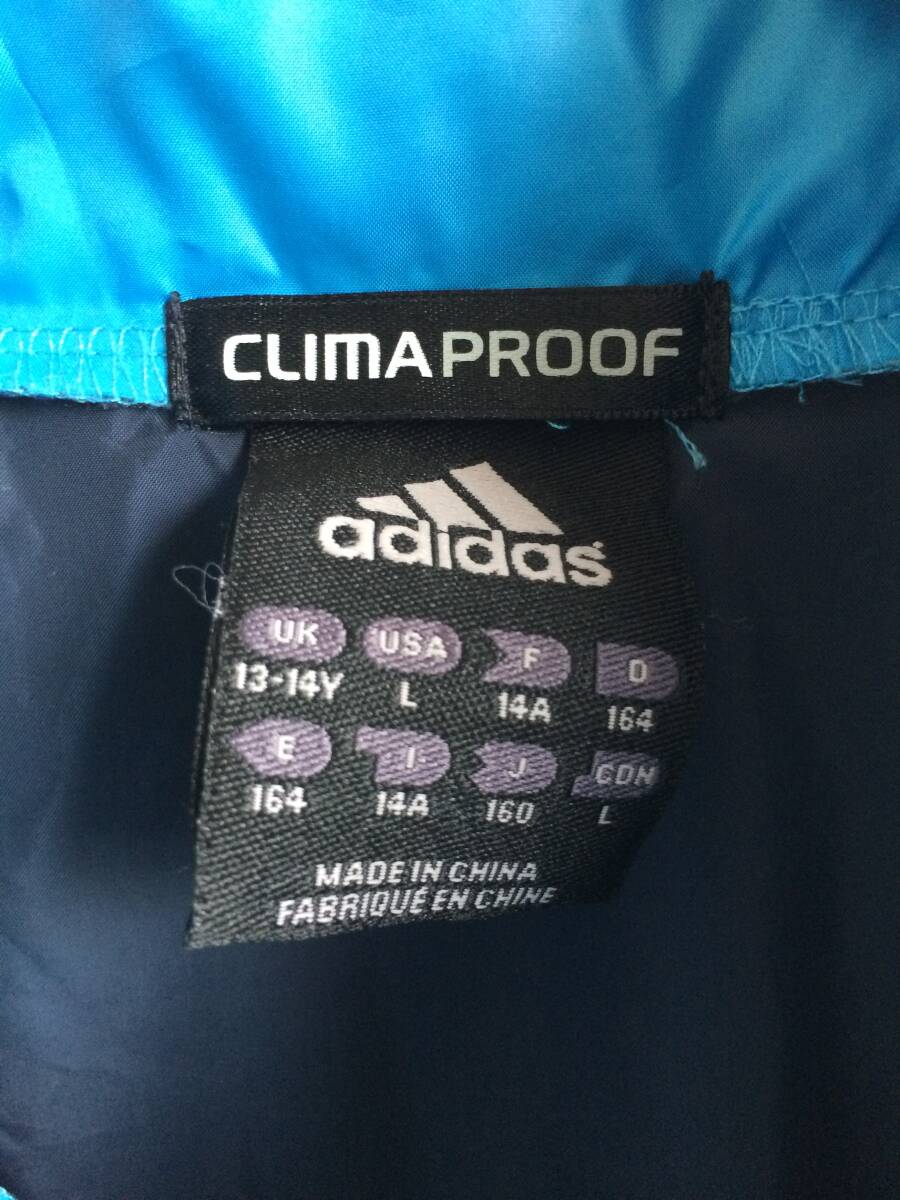 CLIMAPROOF
adidas
UK USA F D
13-14Y L 14A 164
E I J CDN
164 14A 160 L
MADE IN CHINA
FABRIQUÉ EN CHINE